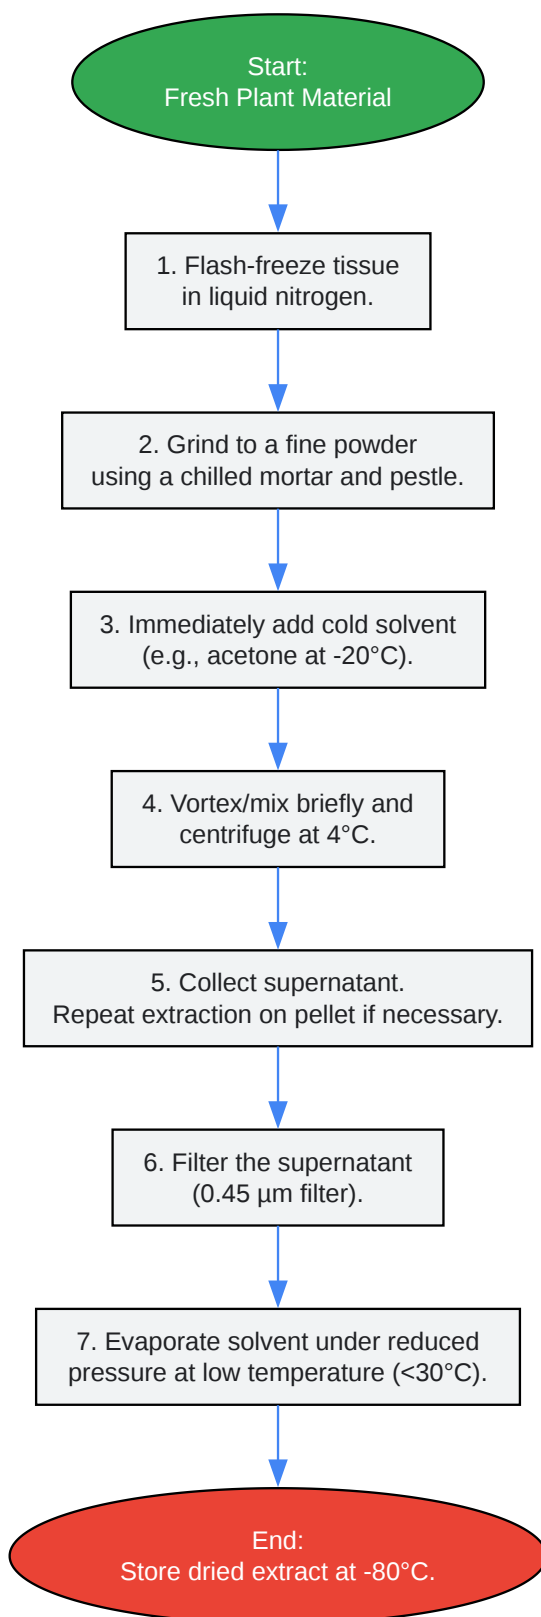 Start:
Fresh Plant Material
1. Flash-freeze tissue
in liquid nitrogen.
2. Grind to a fine powder
using a chilled mortar and pestle.
3. Immediately add cold solvent
(e.g., acetone at -20°C).
4. Vortex/mix briefly and
centrifuge at 4°C.
5. Collect supernatant.
Repeat extraction on pellet if necessary.
6. Filter the supernatant
(0.45 µm filter).
7. Evaporate solvent under reduced
pressure at low temperature (<30°C).
End:
Store dried extract at -80°C.